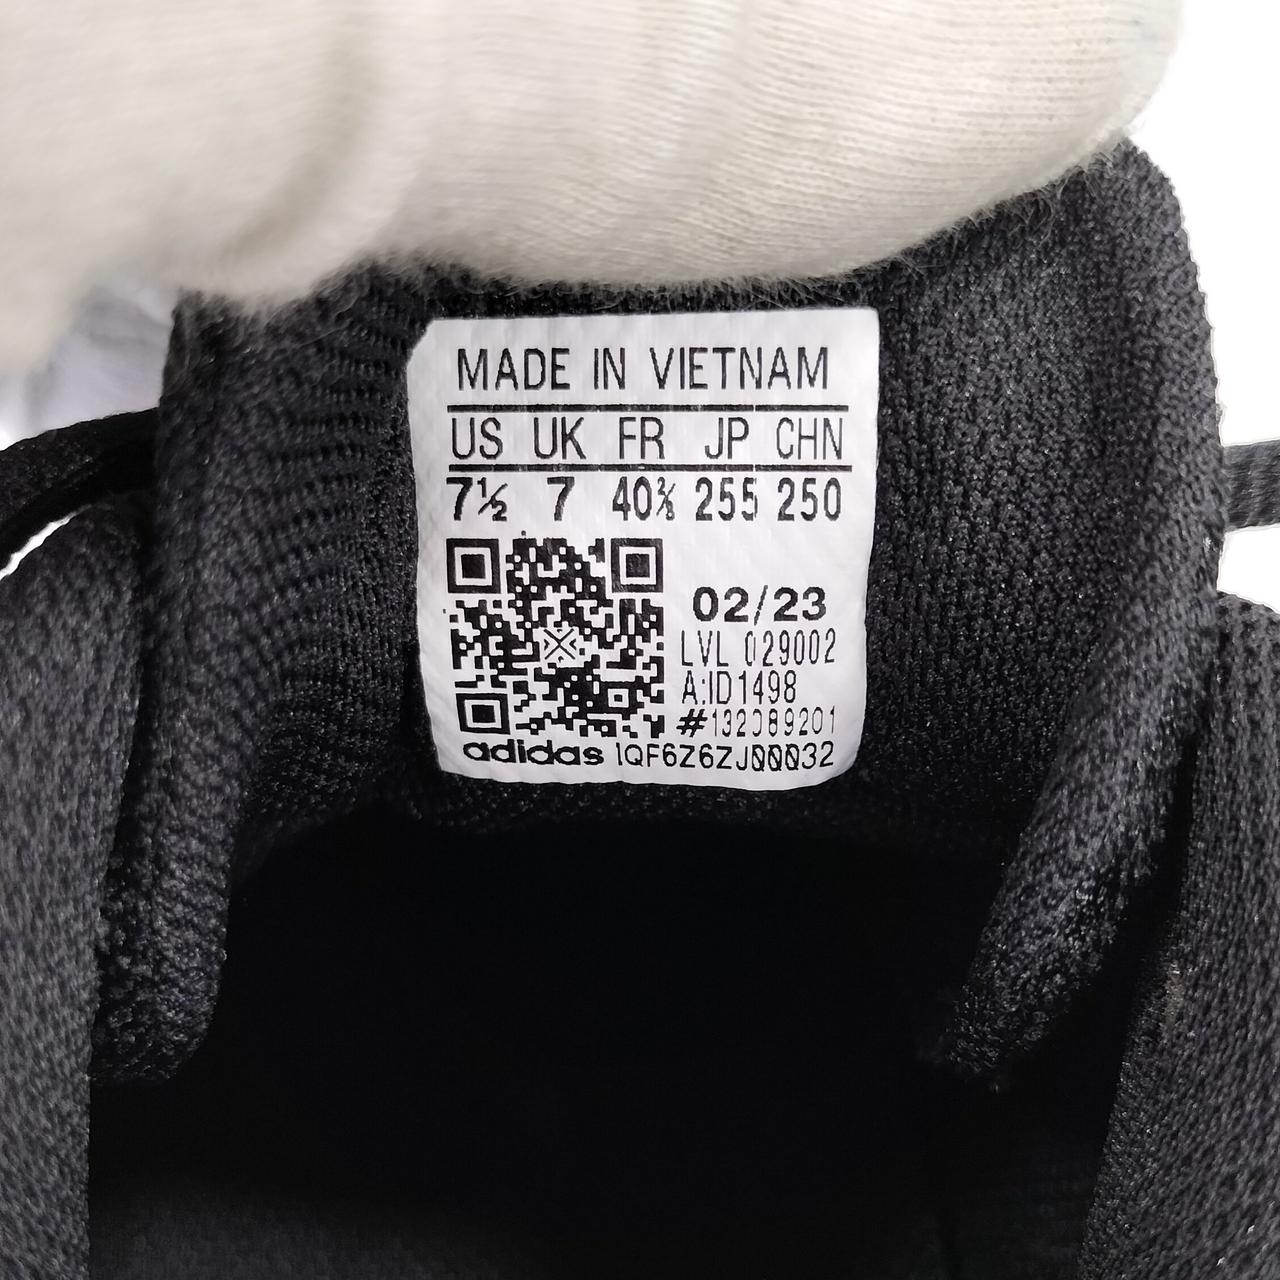 MADE IN VIETNAM
US UK FR JP CHN
7½ 7 40⅔ 255 250
02/23
LVL 029002
A:ID1498
#132089201
adidas 1QF6Z6ZJ00032